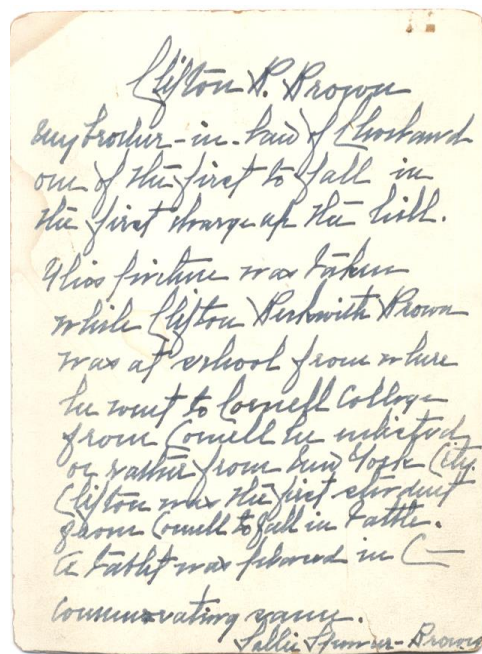 Clifton B. Brown
my brother-in-law of Cleveland
one of the first to fall in
the first charge up the hill.
This picture was taken
while Clifton Beckwith Brown
was at school from where
he went to Cornell College
from Cornell he enlisted,
or rather from New York City.
Clifton was the first student
from Cornell to fall in battle.
A tablet was placed in C—
commemorating same.
Sallie Brown